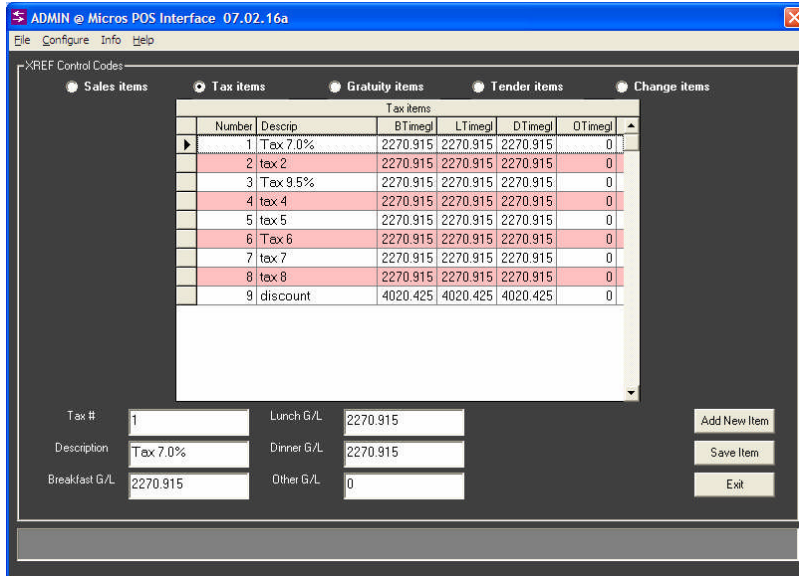 ADMIN @ Micros POS Interface 07.02.16a
File Configure Info Help
XREF Control Codes
Sales items Tax items Gratuity items Tender items Change items
Tax items
Number Descrip BTimegl LTimegl DTimegl OTimegl
1 Tax 7.0% 2270.915 2270.915 2270.915 0
2 tax 2 2270.915 2270.915 2270.915 0
3 Tax 9.5% 2270.915 2270.915 2270.915 0
4 tax 4 2270.915 2270.915 2270.915 0
5 tax 5 2270.915 2270.915 2270.915 0
6 Tax 6 2270.915 2270.915 2270.915 0
7 tax 7 2270.915 2270.915 2270.915 0
8 tax 8 2270.915 2270.915 2270.915 0
9 discount 4020.425 4020.425 4020.425 0
Tax # 1 Lunch G/L 2270.915 Add New Item
Description Tax 7.0% Dinner G/L 2270.915 Save Item
Breakfast G/L 2270.915 Other G/L 0 Exit